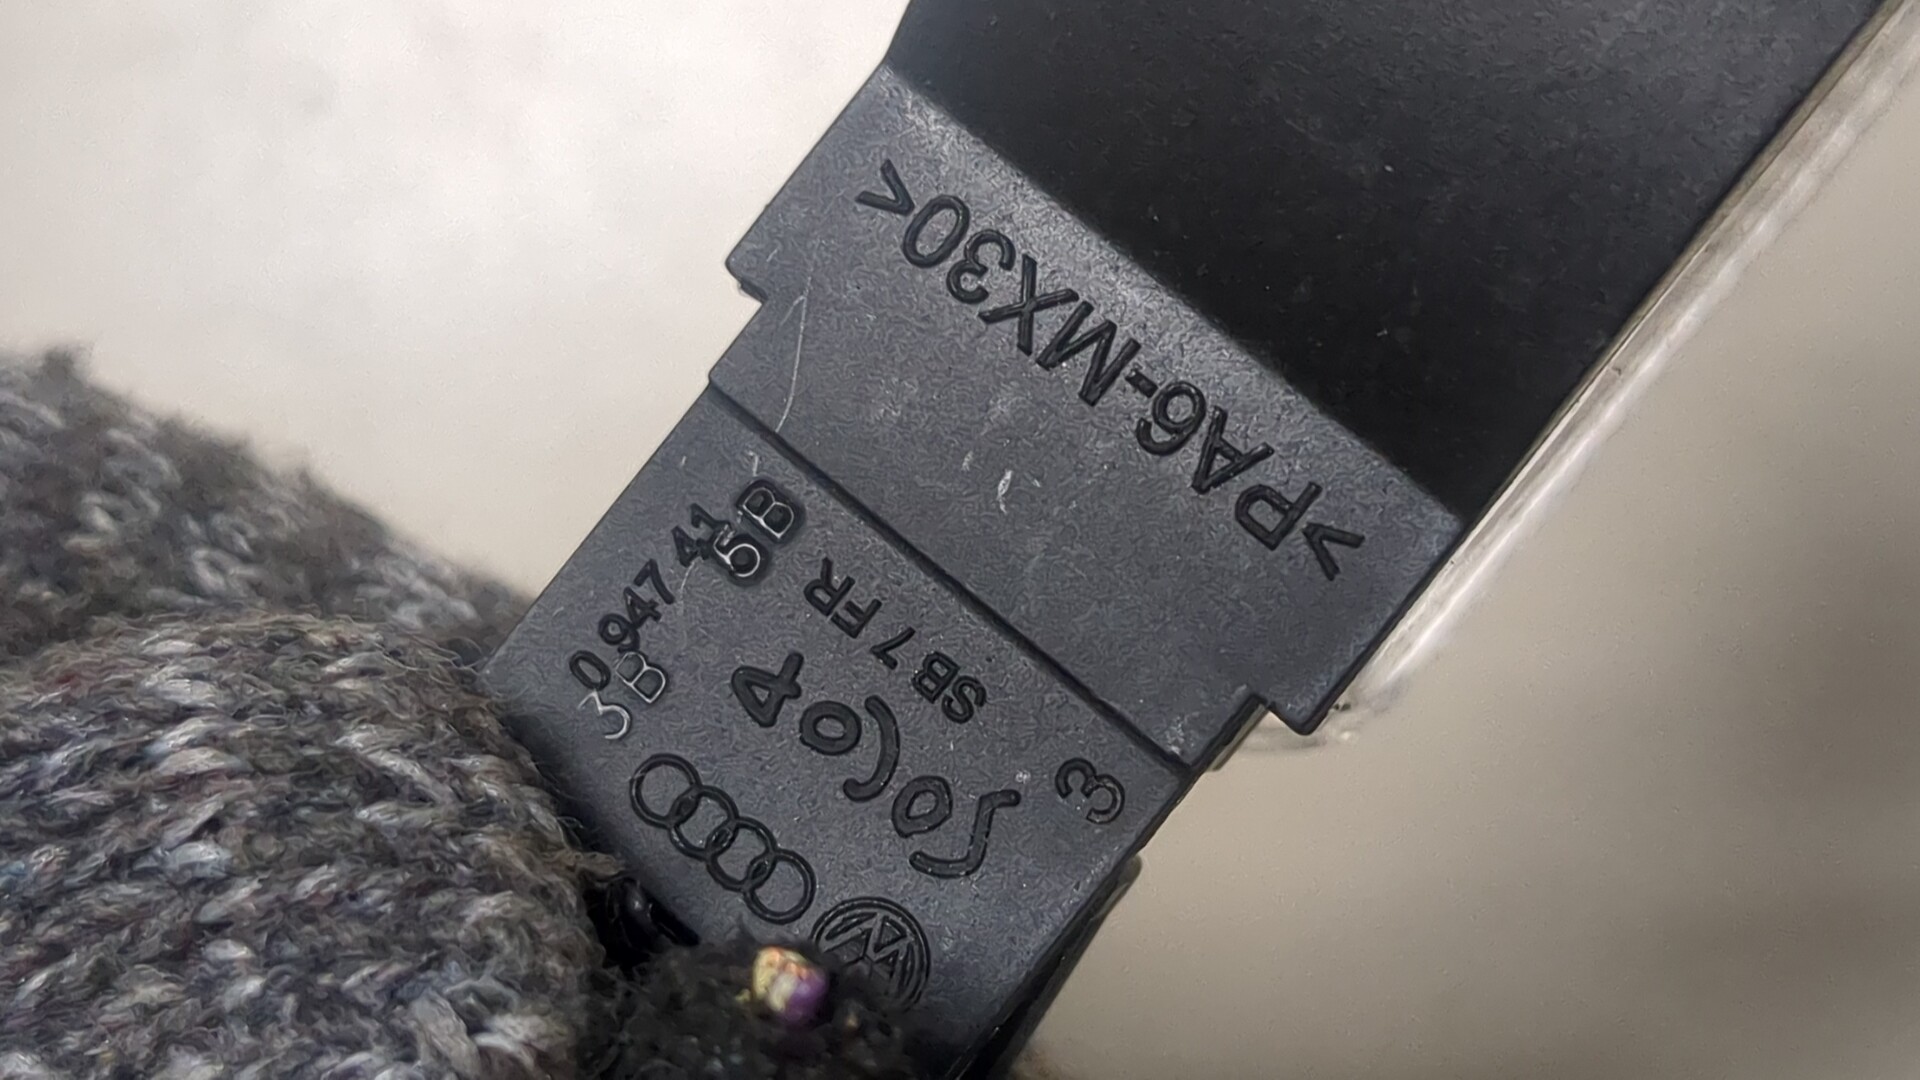 >PA6-MX30<
3B0 947 415B
SB7 FR
3